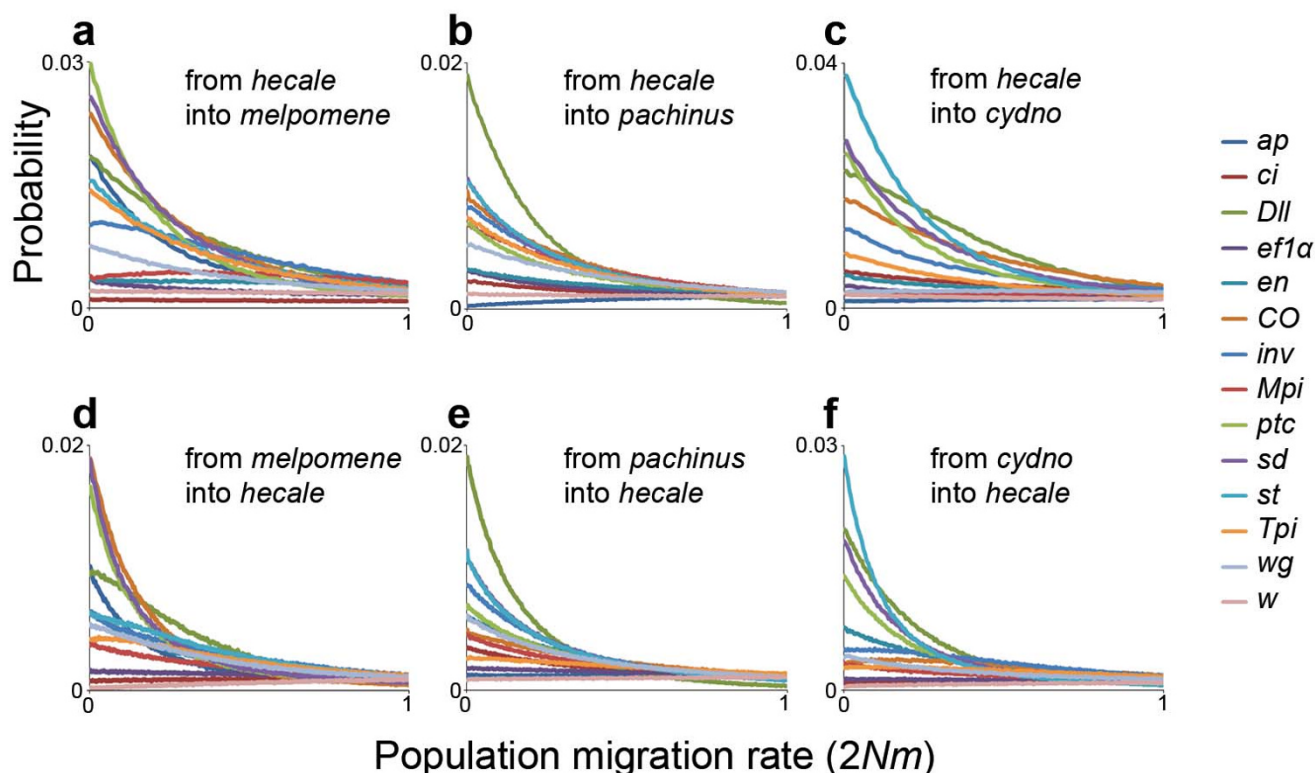 a
0.03
from hecale
into melpomene
0
0
1
b
0.02
from hecale
into pachinus
0
0
1
c
0.04
from hecale
into cydno
0
0
1
Probability
d
0.02
from melpomene
into hecale
0
0
1
e
0.02
from pachinus
into hecale
0
0
1
f
0.03
from cydno
into hecale
0
0
1
Population migration rate (2Nm)
ap
ci
Dll
ef1α
en
CO
inv
Mpi
ptc
sd
st
Tpi
wg
w